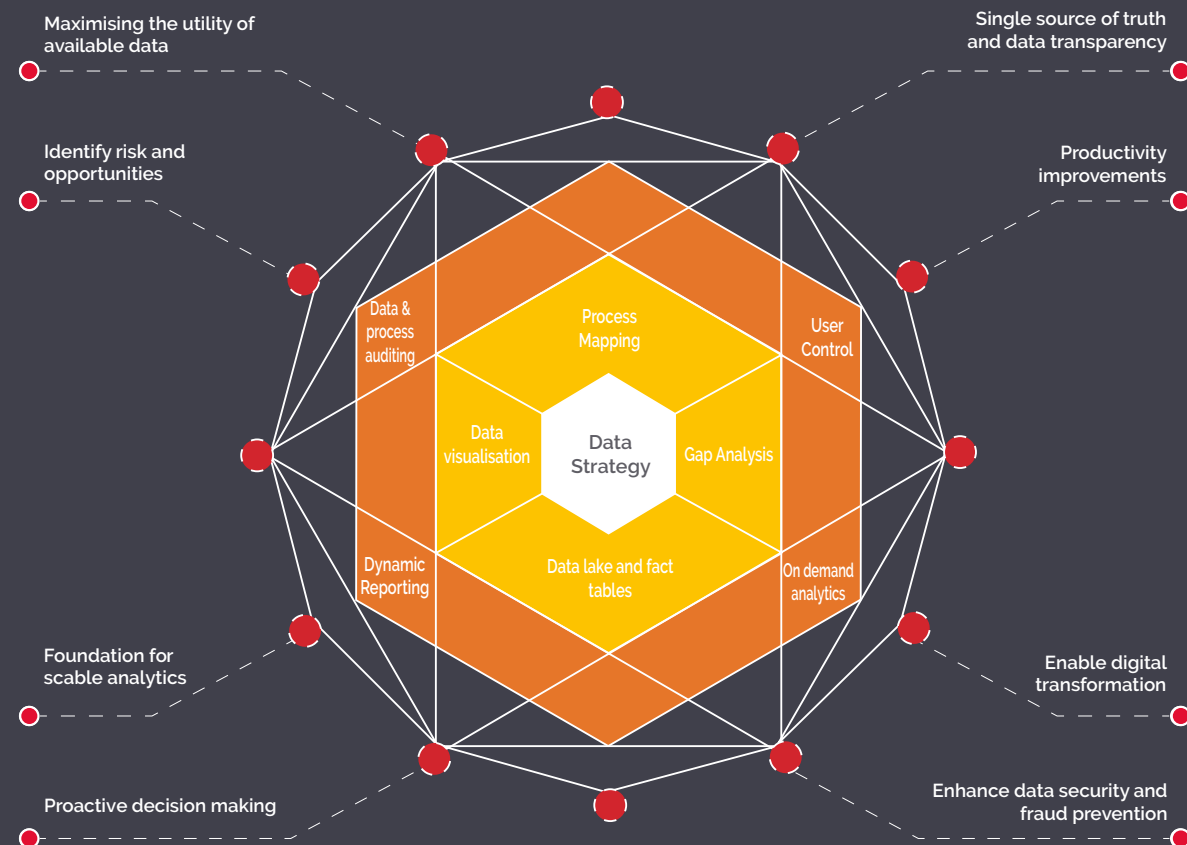 Maximising the utility of
available data
Single source of truth
and data transparency
Identify risk and
opportunities
Productivity
improvements
Data &
process
auditing
Process
Mapping
User
Control
Data
visualisation
Data
Strategy
Gap Analysis
Dynamic
Reporting
Data lake and fact
tables
On demand
analytics
Foundation for
scable analytics
Enable digital
transformation
Proactive decision making
Enhance data security and
fraud prevention